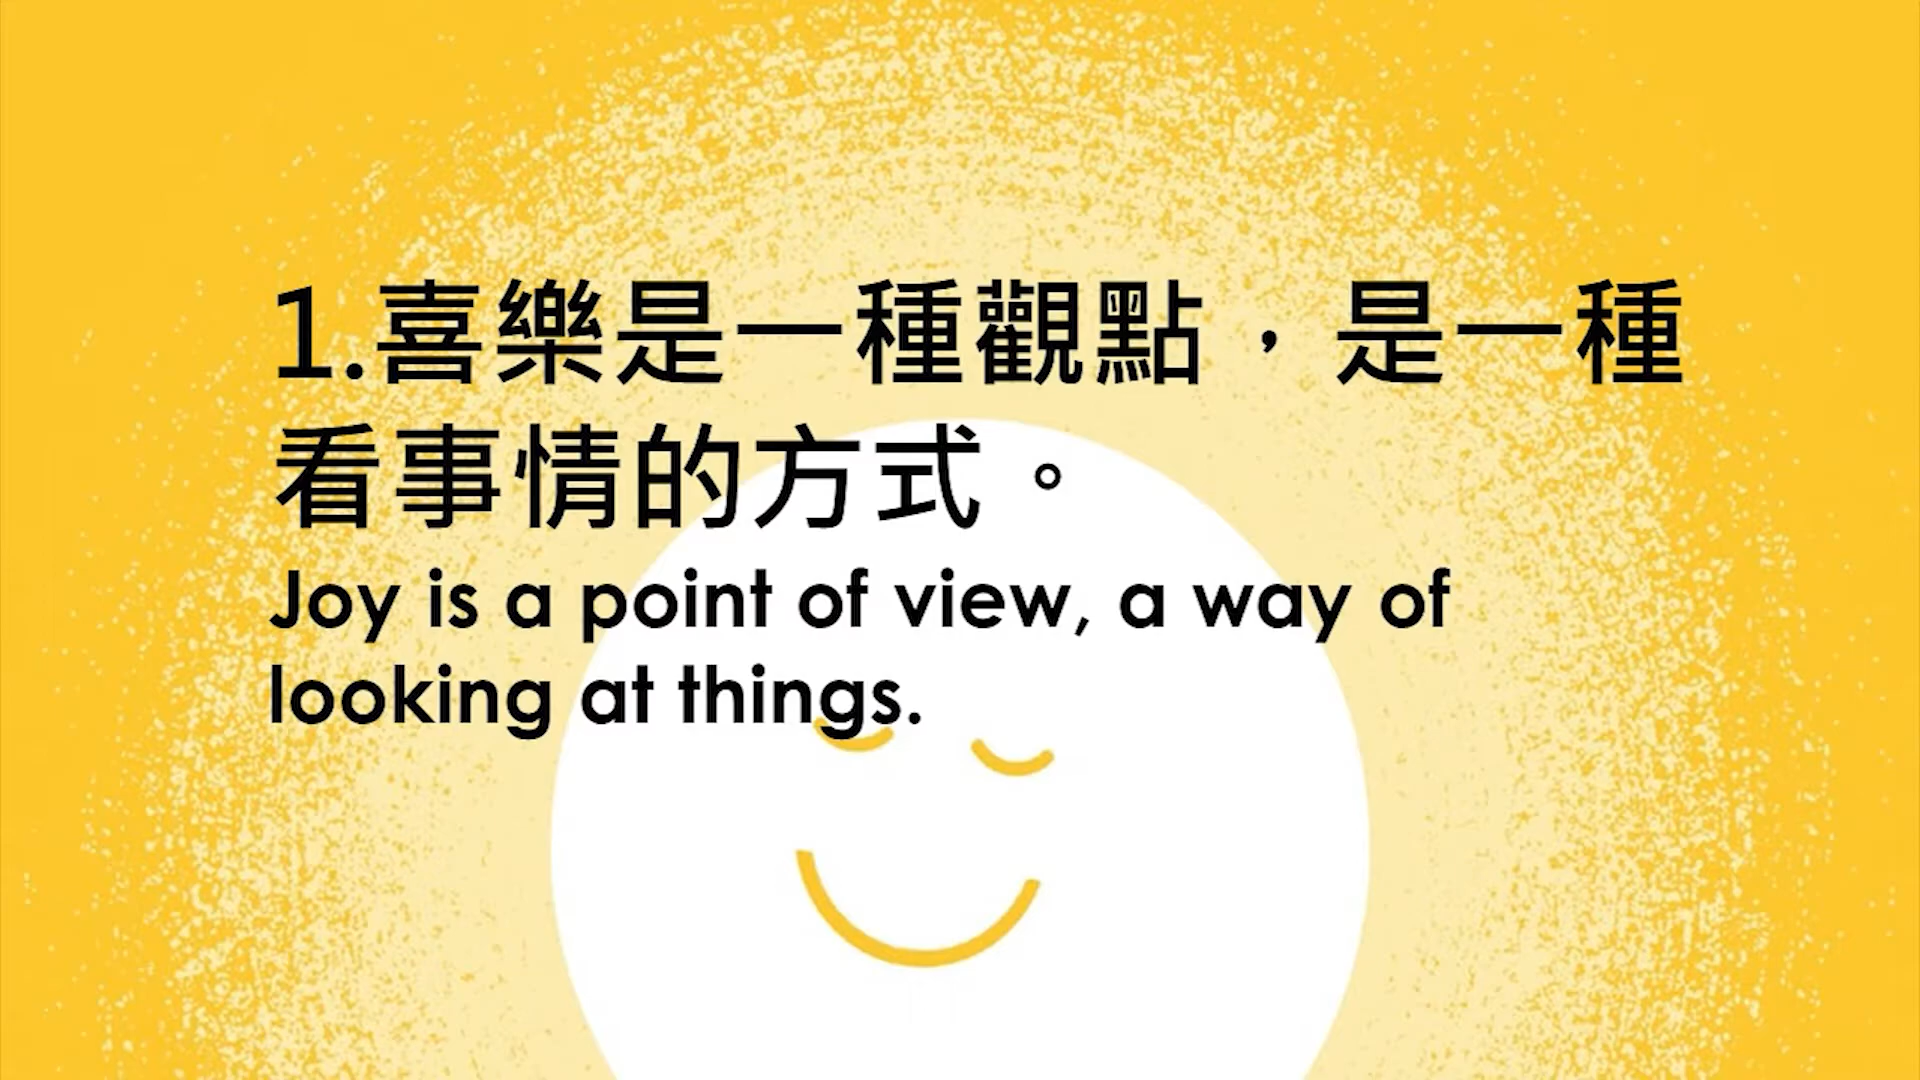 1.喜樂是一種觀點，是一種
看事情的方式。
Joy is a point of view, a way of
looking at things.